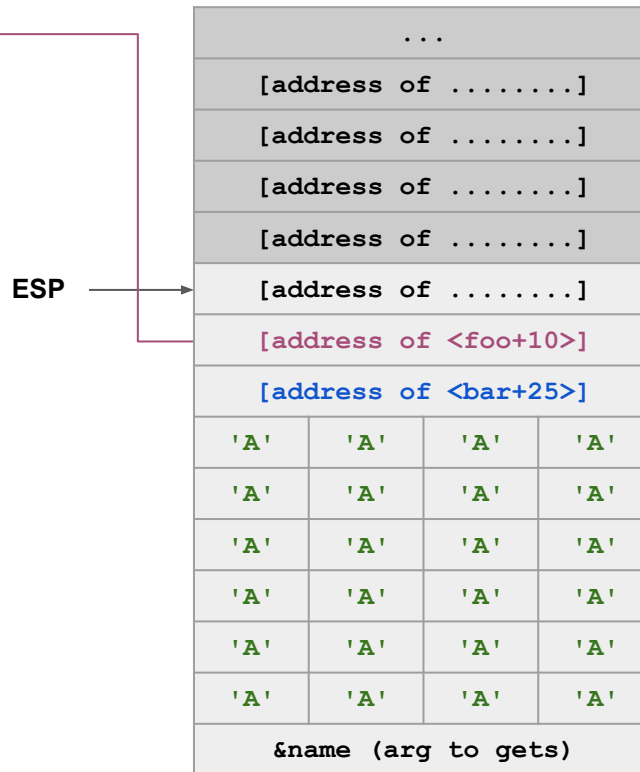 ...
[address of ........]
[address of ........]
[address of ........]
[address of ........]
ESP [address of ........]
[address of <foo+10>]
[address of <bar+25>]
'A' 'A' 'A' 'A'
'A' 'A' 'A' 'A'
'A' 'A' 'A' 'A'
'A' 'A' 'A' 'A'
'A' 'A' 'A' 'A'
'A' 'A' 'A' 'A'
&name (arg to gets)